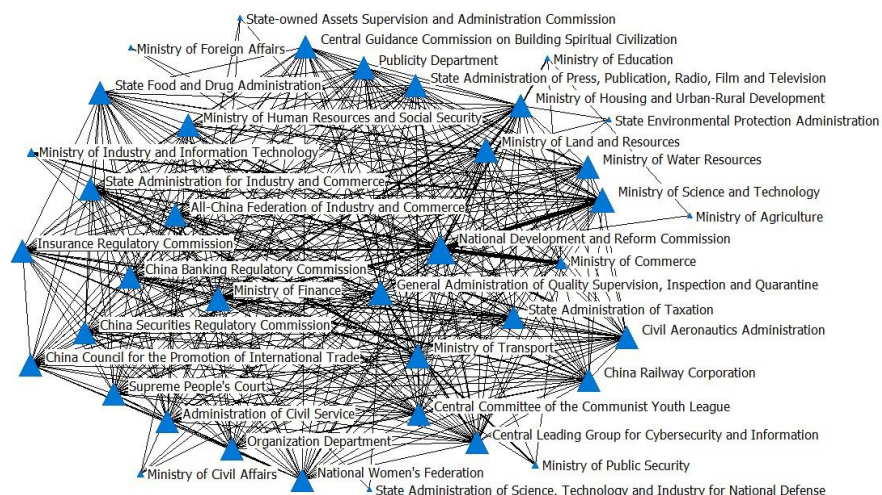 State-owned Assets Supervision and Administration Commission
Central Guidance Commission on Building Spiritual Civilization
Ministry of Foreign Affairs
Publicity Department
Ministry of Education
State Food and Drug Administration
State Administration of Press, Publication, Radio, Film and Television
Ministry of Housing and Urban-Rural Development
Ministry of Human Resources and Social Security
State Environmental Protection Administration
Ministry of Land and Resources
Ministry of Industry and Information Technology
Ministry of Water Resources
State Administration for Industry and Commerce
Ministry of Science and Technology
All-China Federation of Industry and Commerce
Ministry of Agriculture
Insurance Regulatory Commission
National Development and Reform Commission
Ministry of Commerce
China Banking Regulatory Commission
General Administration of Quality Supervision, Inspection and Quarantine
Ministry of Finance
State Administration of Taxation
China Securities Regulatory Commission
Civil Aeronautics Administration
Ministry of Transport
China Council for the Promotion of International Trade
China Railway Corporation
Supreme People's Court
Central Committee of the Communist Youth League
Administration of Civil Service
Central Leading Group for Cybersecurity and Information
Organization Department
Ministry of Public Security
Ministry of Civil Affairs
National Women's Federation
State Administration of Science, Technology and Industry for National Defense